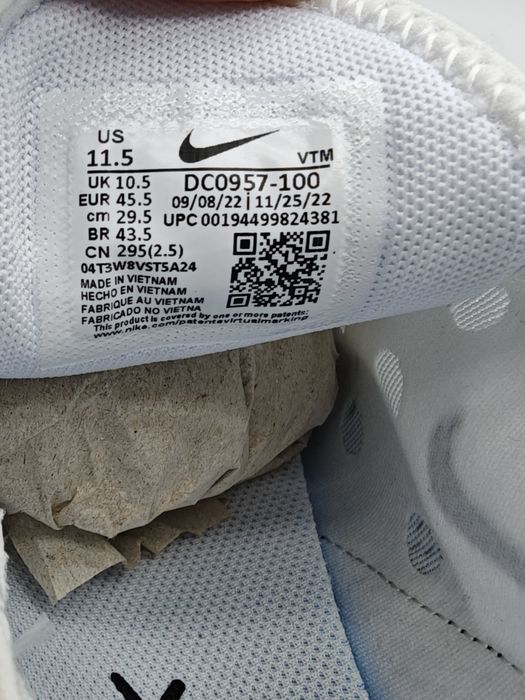 US
11.5
VTM
UK 10.5
DC0957-100
EUR 45.5
09/08/22 | 11/25/22
cm 29.5
UPC 00194499824381
BR 43.5
CN 295(2.5)
04T3W8VST5A24
MADE IN VIETNAM
HECHO EN VIETNAM
FABRIQUE AU VIETNAM
FABRICADO NO VIETNA
This product is covered by one or more patents:
www.nike.com/patentsvirtualmarking